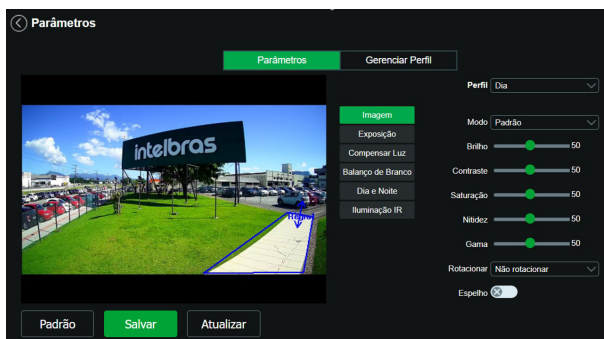 Parâmetros
Parâmetros Gerenciar Perfil
Perfil Dia
intelbras
Imagem
Exposição
Compensar Luz
Balanço de Branco
Dia e Noite
Iluminação IR
Modo Padrão
Brilho 50
Contraste 50
Saturação 50
Nitidez 50
Gama 50
Rotacionar Não rotacionar
Espelho
Padrão Salvar Atualizar